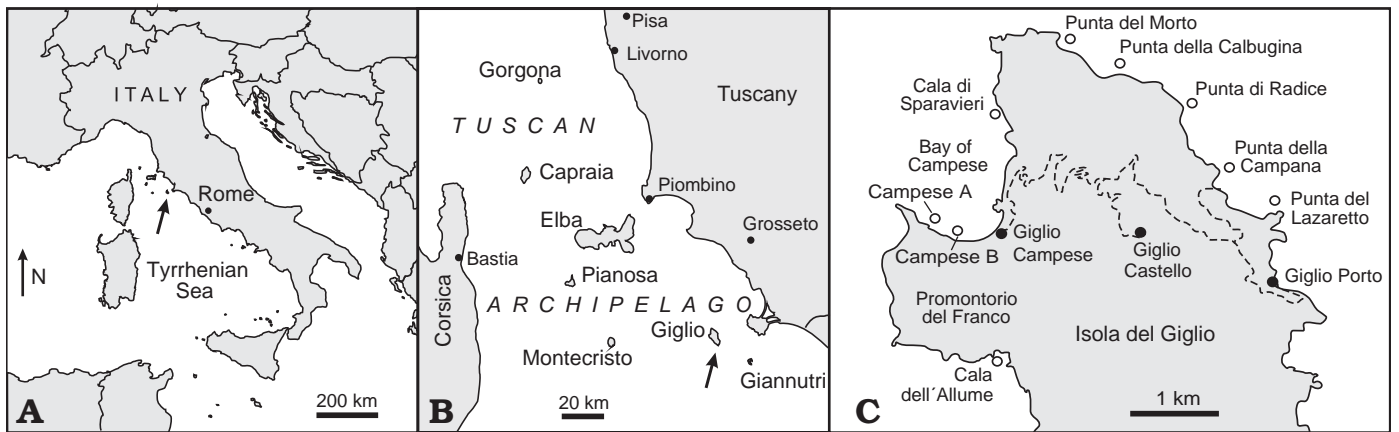 ITALY
Rome
N
Tyrrhenian
Sea
A
200 km
Pisa
Livorno
Gorgona
Tuscany
TUSCAN
Capraia
Piombino
Elba
Grosseto
Bastia
Pianosa
ARCHIPELAGO
Corsica
Giglio
Montecristo
Giannutri
B
20 km
Punta del Morto
Punta della Calbugina
Cala di
Sparavieri
Punta di Radice
Bay of
Campese
Punta della
Campana
Campese A
Punta del
Lazaretto
Campese B
Giglio
Campese
Giglio
Castello
Giglio Porto
Promontorio
del Franco
Isola del Giglio
Cala
dell´Allume
C
1 km